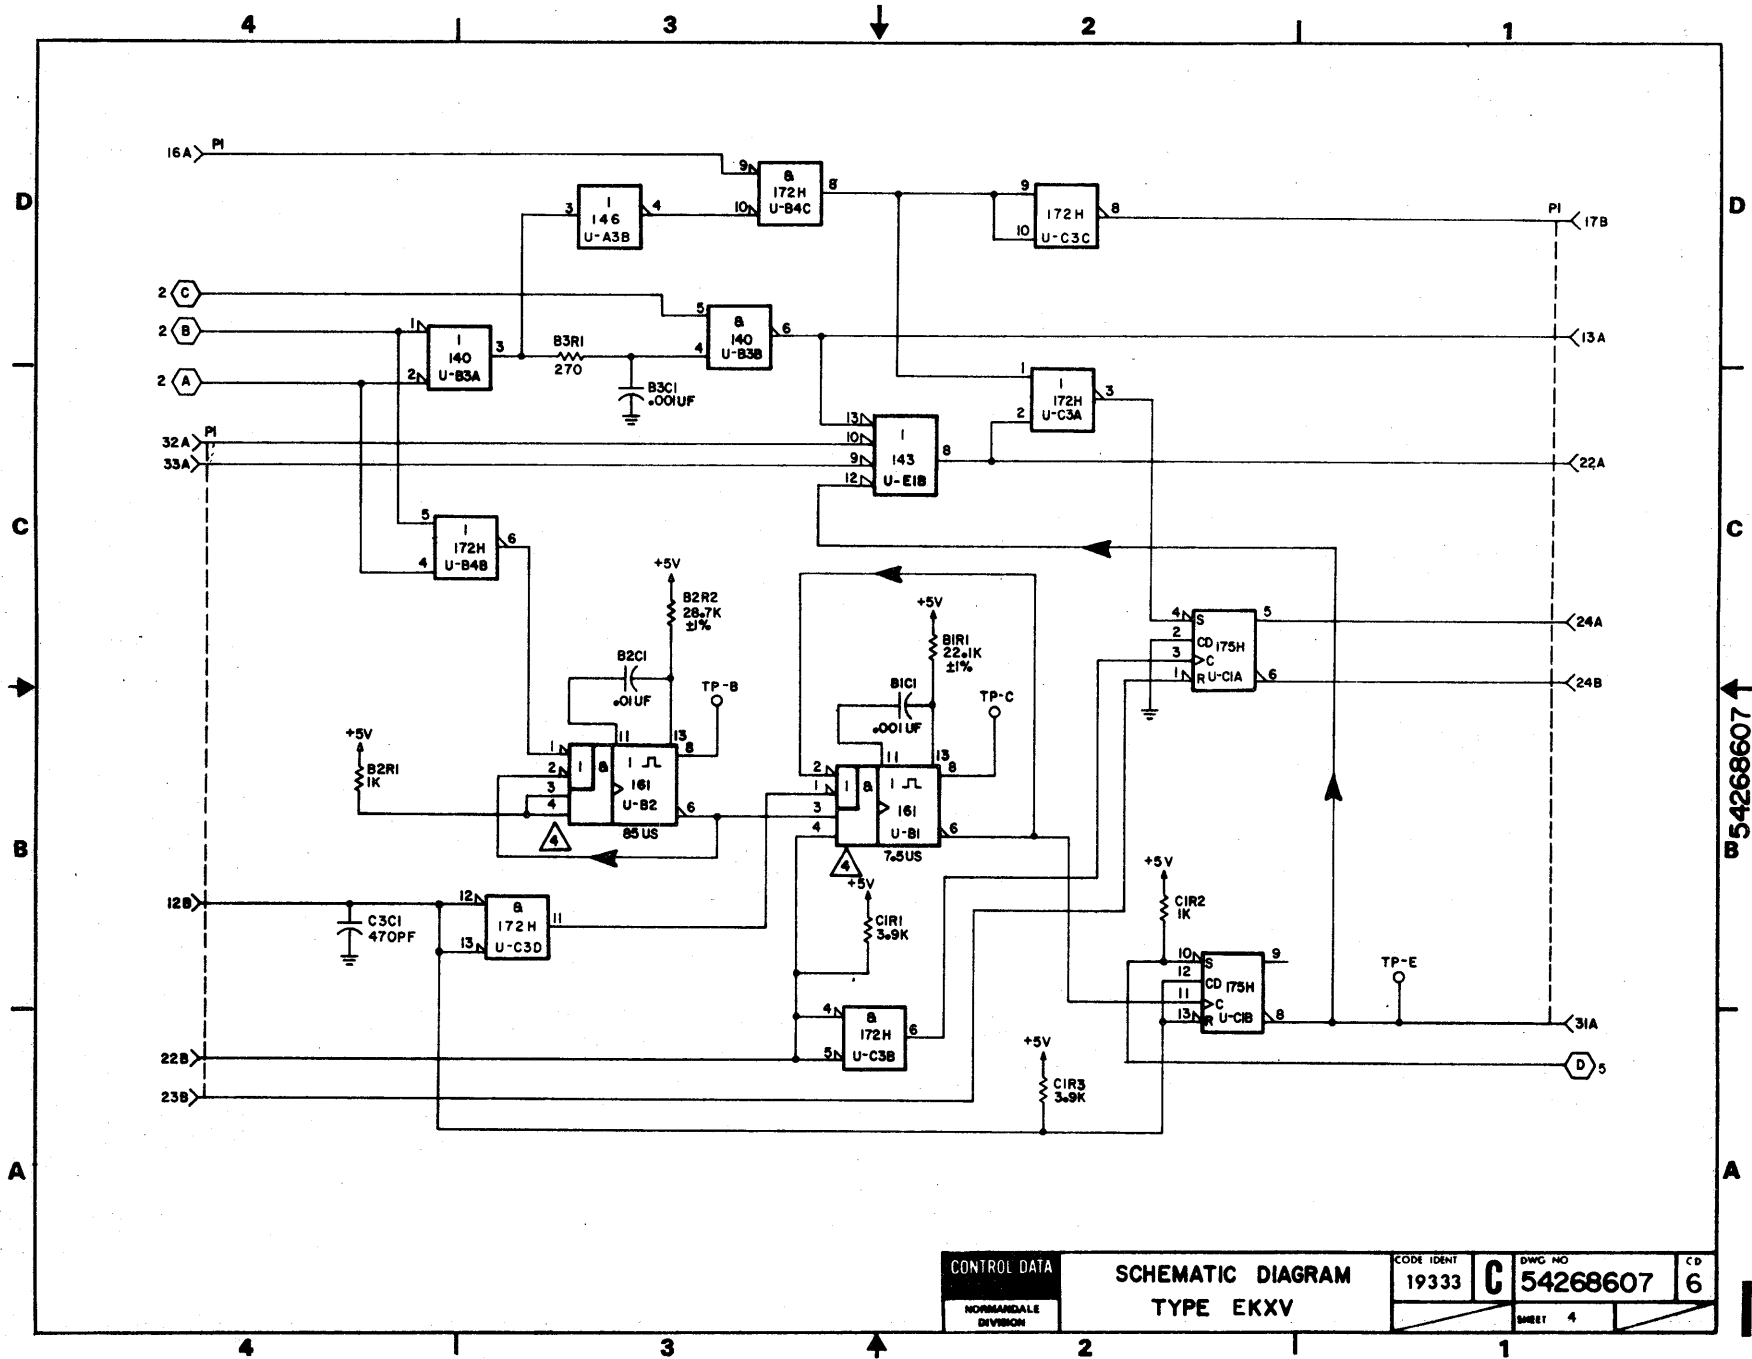 4 3 2 1
D
D
16A P1
9
&
172H
U-B4C
8
10
3
1
146
U-A3B
4
9
10
172H
U-C3C
8
P1
17B
2 C
2 B
2 A
1
2
1
140
U-B3A
3
B3R1
270
B3C1
.001UF
5
4
&
140
U-B3B
6
13A
1
2
1
172H
U-C3A
3
32A P1
33A
13
10
9
12
1
143
U-E1B
8
22A
C
C
5
4
1
172H
U-B4B
6
+5V
B2R2
28.7K
±1%
B2C1
.01UF
TP-B
+5V
B1R1
22.1K
±1%
B1C1
.001UF
TP-C
4
2
3
1
S
CD
C
R
175H
U-C1A
5
6
24A
24B
+5V
B2R1
1K
1
2
3
4
11
13
8
1
&
1
161
U-B2
6
85US
4
2
1
3
4
11
13
8
1
&
1
161
U-B1
6
7.5US
4
B
B
54268607
12B
C3C1
470PF
12
13
&
172H
U-C3D
11
+5V
C1R1
3.9K
+5V
C1R2
1K
10
12
11
13
S
CD
C
R
175H
U-C1B
9
8
TP-E
31A
D 5
22B
23B
4
5
&
172H
U-C3B
6
+5V
C1R3
3.9K
A
A
CONTROL DATA
NORMANDALE
DIVISION
SCHEMATIC DIAGRAM
TYPE EKXV
CODE IDENT
19333
C
DWG NO
54268607
CD
6
SHEET 4
4 3 2 1